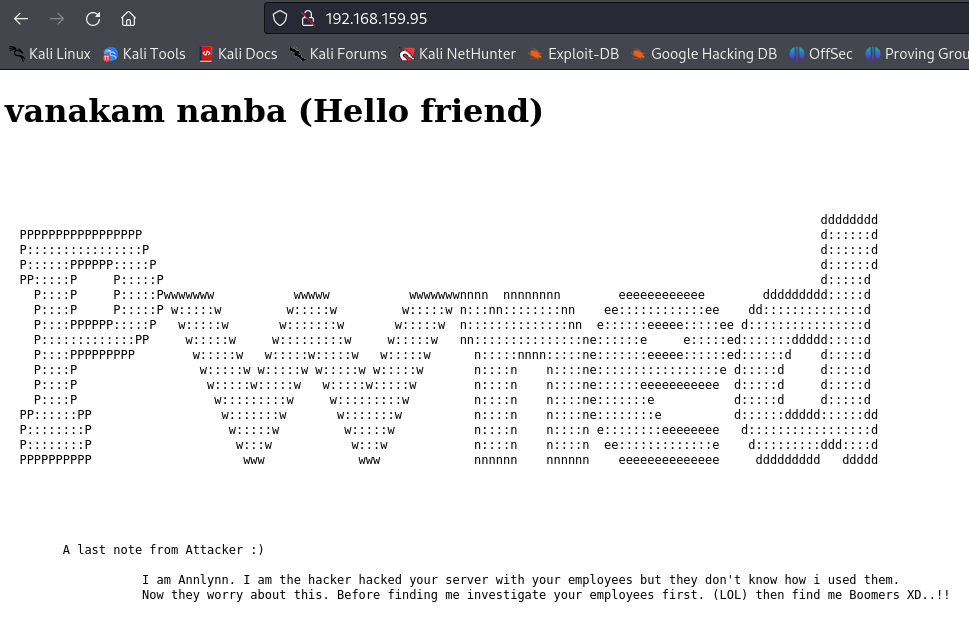 192.168.159.95
Kali Linux Kali Tools Kali Docs Kali Forums Kali NetHunter Exploit-DB Google Hacking DB OffSec Proving Grou
vanakam nanba (Hello friend)
                                                                                                               dddddddd
PPPPPPPPPPPPPPPPP                                                                                              d::::::d
P::::::::::::::::P                                                                                             d::::::d
P::::::PPPPPP:::::P                                                                                            d::::::d
PP:::::P     P:::::P                                                                                           d:::::d
  P::::P     P:::::Pwwwwwww           wwwww           wwwwwwwnnnn  nnnnnnnn        eeeeeeeeeeee        ddddddddd:::::d
  P::::P     P:::::P w:::::w         w:::::w         w:::::w n:::nn::::::::nn    ee::::::::::::ee    dd::::::::::::::d
  P::::PPPPPP:::::P   w:::::w       w:::::::w       w:::::w  n::::::::::::::nn  e::::::eeeee:::::ee d::::::::::::::::d
  P:::::::::::::PP     w:::::w     w:::::::::w     w:::::w   nn:::::::::::::::ne::::::e     e:::::ed:::::::ddddd:::::d
  P::::PPPPPPPPP        w:::::w   w:::::w:::::w   w:::::w      n:::::nnnn:::::ne:::::::eeeee::::::ed::::::d    d:::::d
  P::::P                 w:::::w w:::::w w:::::w w:::::w       n::::n    n::::ne:::::::::::::::::e d:::::d     d:::::d
  P::::P                  w:::::w:::::w   w:::::w:::::w        n::::n    n::::ne::::::eeeeeeeeeee  d:::::d     d:::::d
  P::::P                   w:::::::::w     w:::::::::w         n::::n    n::::ne:::::::e           d:::::d     d:::::d
PP::::::PP                  w:::::::w       w:::::::w          n::::n    n::::ne::::::::e          d::::::ddddd::::::dd
P::::::::P                   w:::::w         w:::::w           n::::n    n::::n e::::::::eeeeeeee   d:::::::::::::::::d
P::::::::P                    w:::w           w:::w            n::::n    n::::n  ee:::::::::::::e    d:::::::::ddd::::d
PPPPPPPPPP                     www             www             nnnnnn    nnnnnn    eeeeeeeeeeeeee     ddddddddd   ddddd
A last note from Attacker :)
I am Annlynn. I am the hacker hacked your server with your employees but they don't know how i used them.
Now they worry about this. Before finding me investigate your employees first. (LOL) then find me Boomers XD..!!